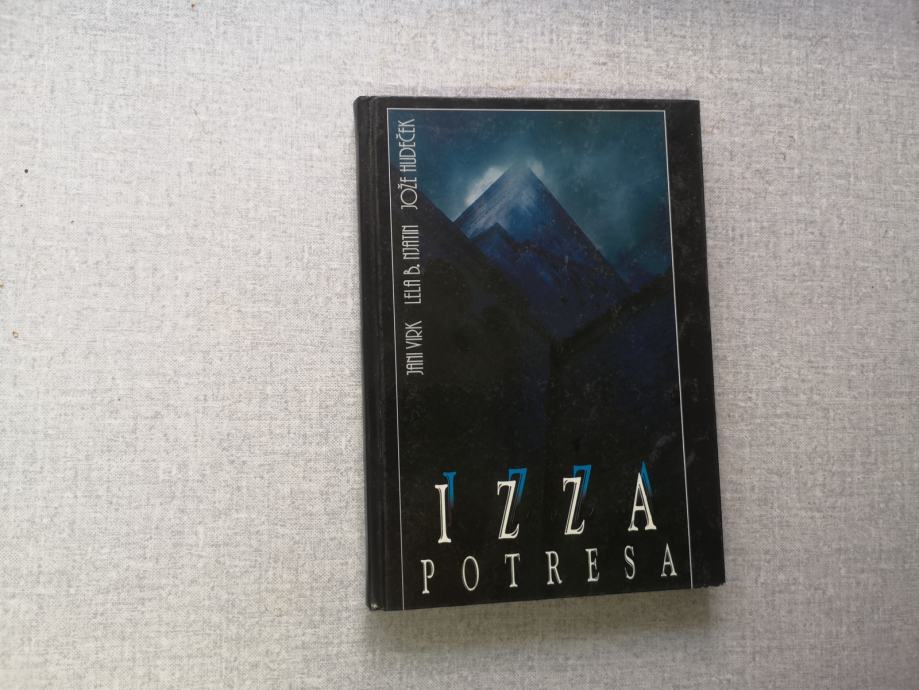 JANI VIRK LELA B. NJATIN JOŽE HUDEČEK
IZZA
POTRESA